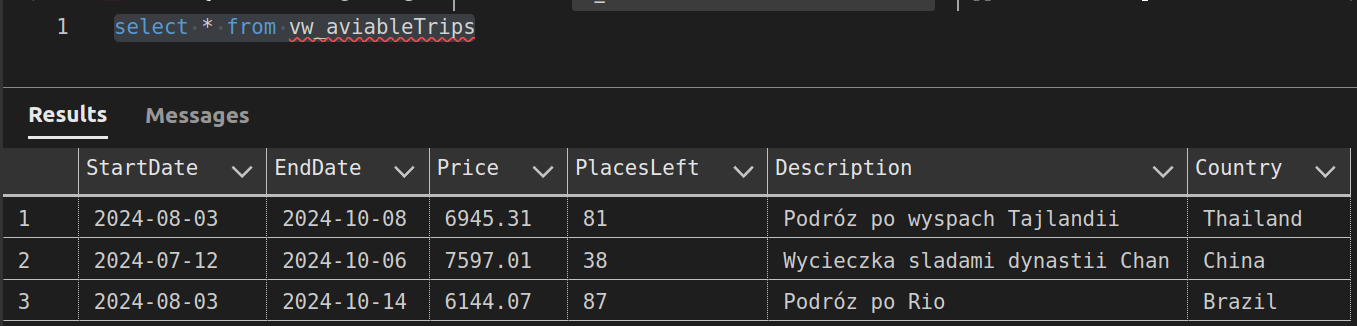 1 select * from vw_aviableTrips
Results Messages
StartDate EndDate Price PlacesLeft Description Country
1 2024-08-03 2024-10-08 6945.31 81 Podróz po wyspach Tajlandii Thailand
2 2024-07-12 2024-10-06 7597.01 38 Wycieczka sladami dynastii Chan China
3 2024-08-03 2024-10-14 6144.07 87 Podróz po Rio Brazil